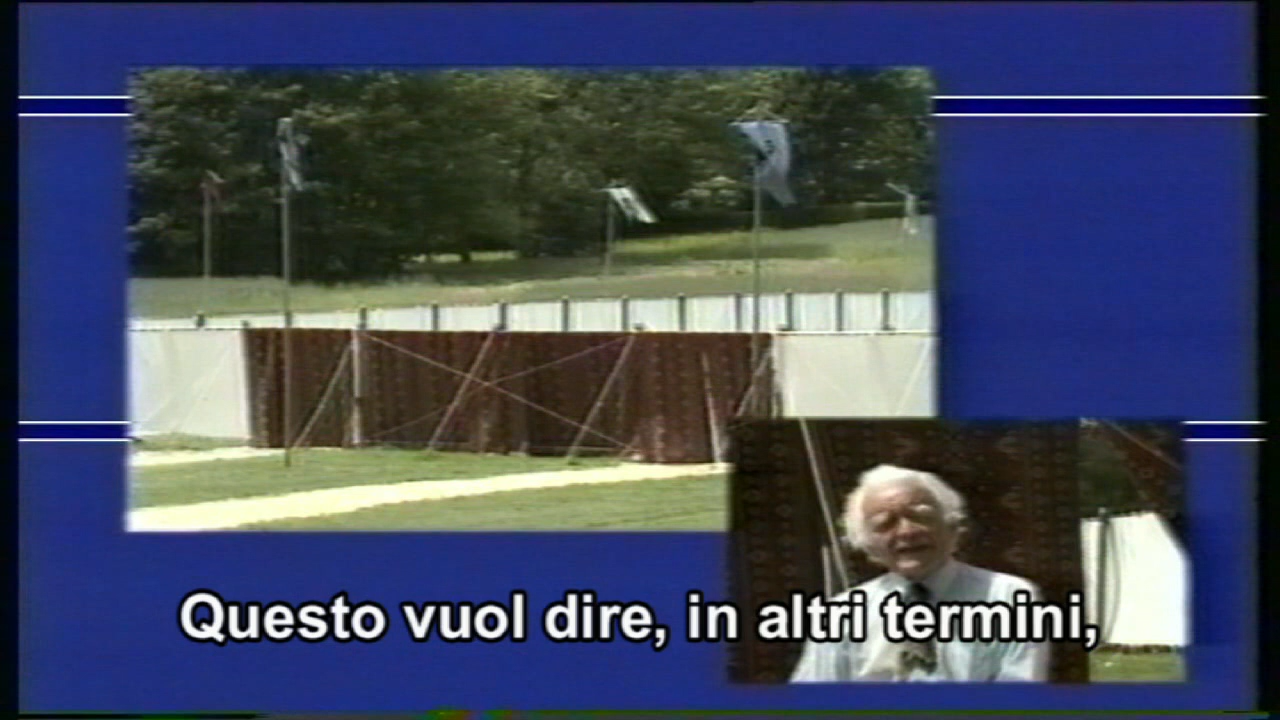 Questo vuol dire, in altri termini,